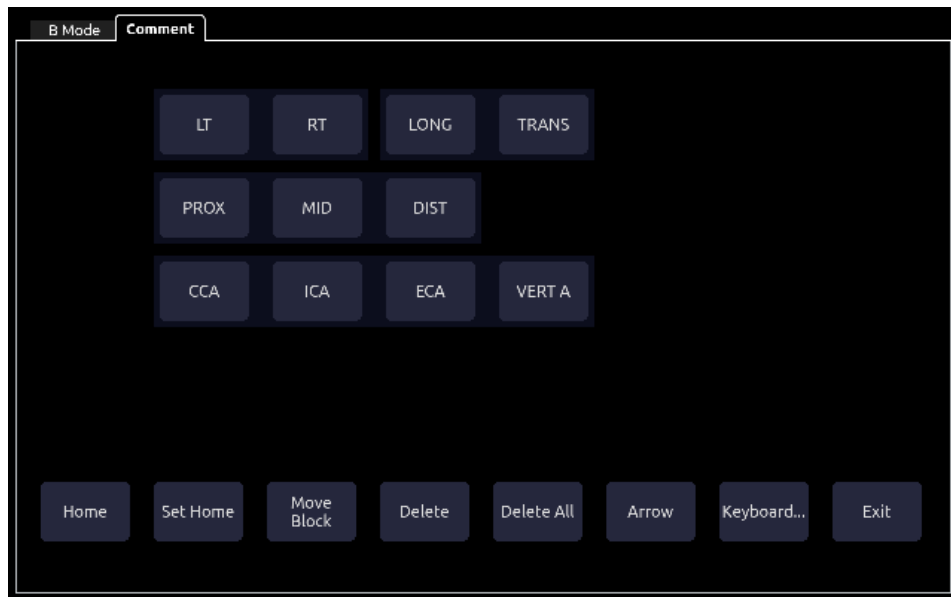 B Mode Comment
LT RT LONG TRANS
PROX MID DIST
CCA ICA ECA VERT A
Home Set Home Move Block Delete Delete All Arrow Keyboard... Exit